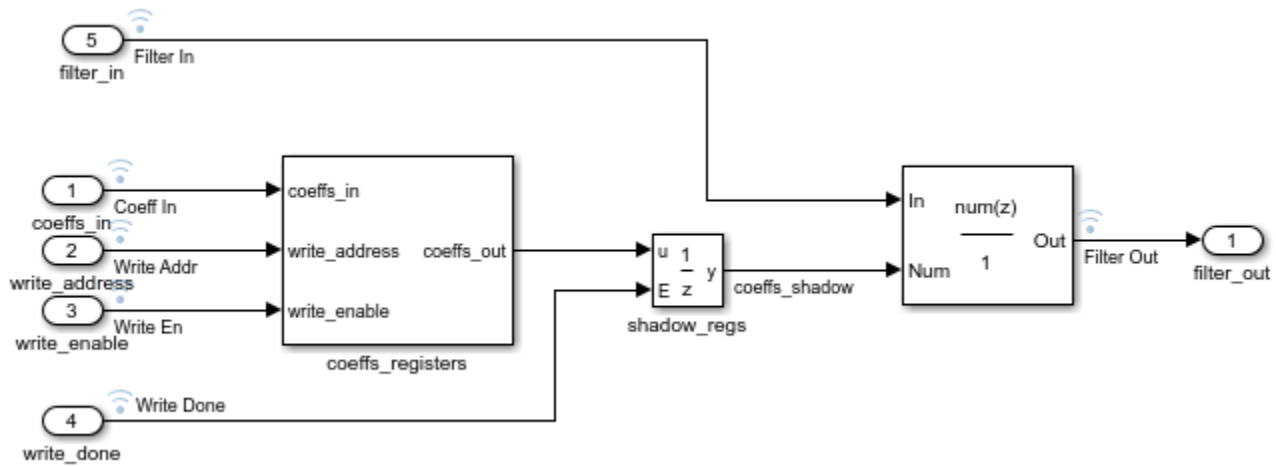 5
Filter In
filter_in
1
Coeff In
coeffs_in
2
Write Addr
write_address
3
Write En
write_enable
4
Write Done
write_done
coeffs_in
write_address
write_enable
coeffs_out
coeffs_registers
u
E
1
z
y
shadow_regs
coeffs_shadow
In
Num
num(z)
1
Out
Filter Out
1
filter_out